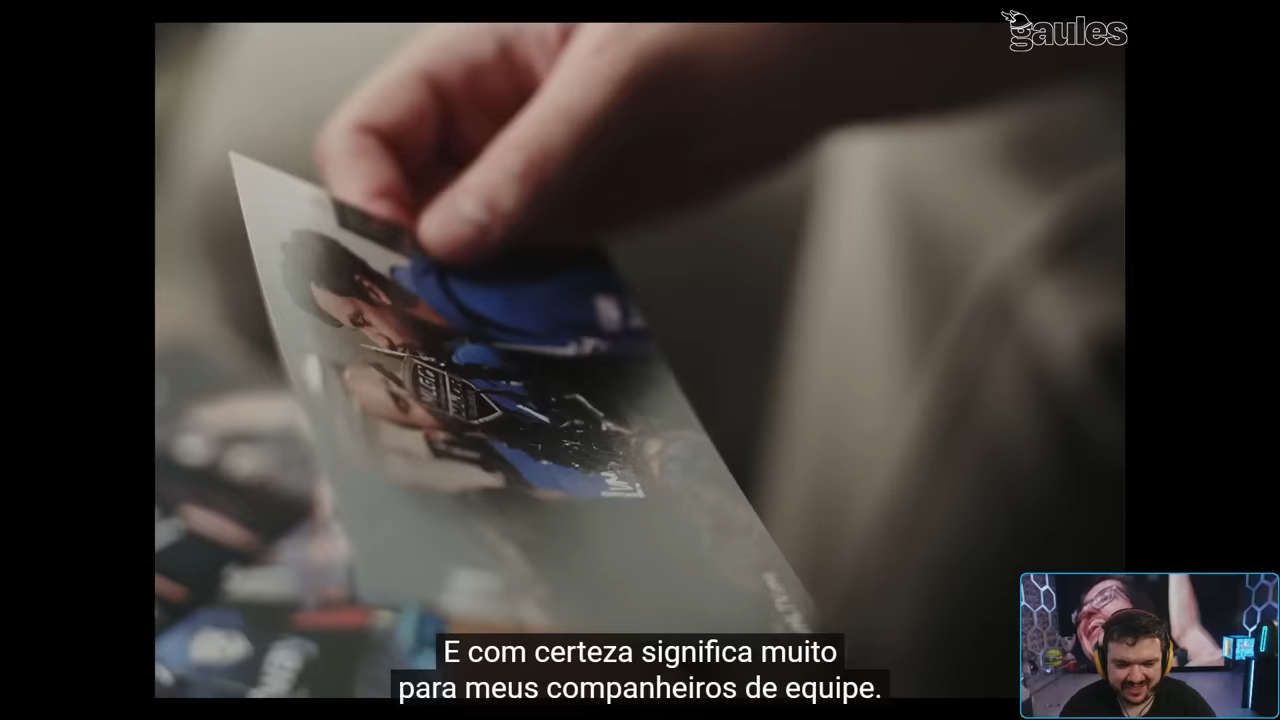 gaules
E com certeza significa muito
para meus companheiros de equipe.